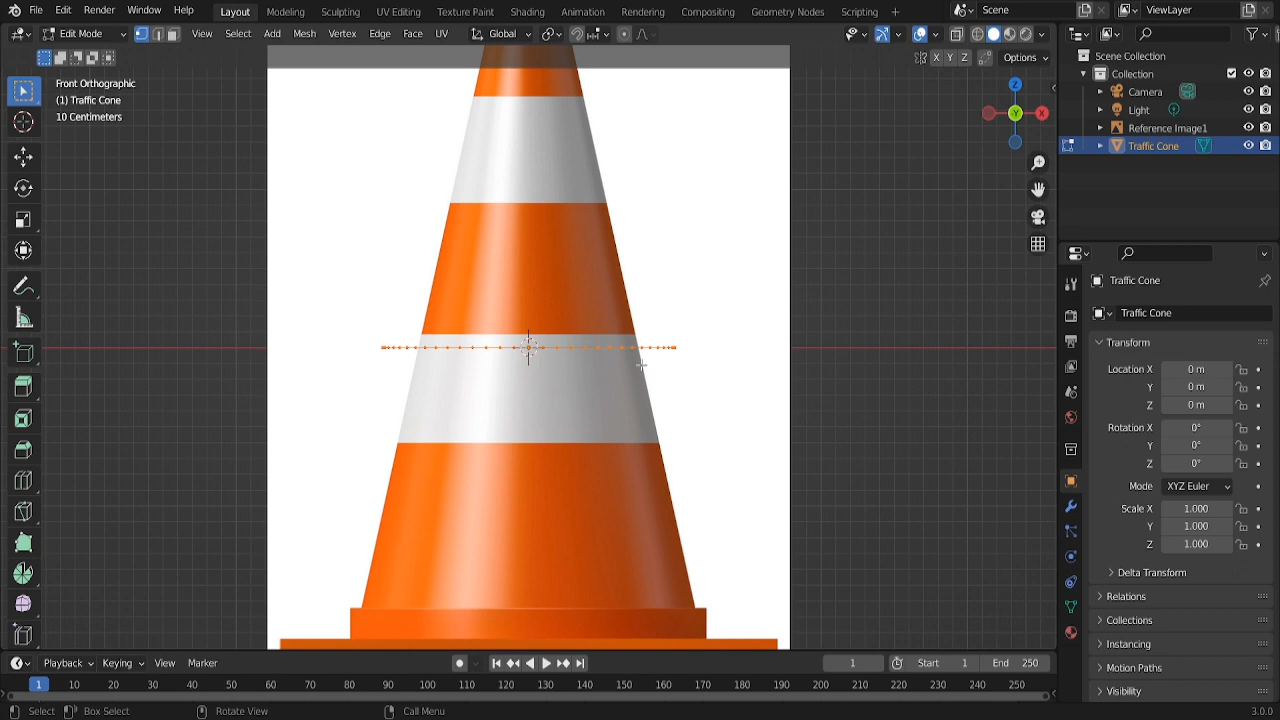 File Edit Render Window Help Layout Modeling Sculpting UV Editing Texture Paint Shading Animation Rendering Compositing Geometry Nodes Scripting + Scene ViewLayer
Edit Mode View Select Add Mesh Vertex Edge Face UV Global
X Y Z Options
Front Orthographic
(1) Traffic Cone
10 Centimeters
Z
Y
X
Scene Collection
Collection
Camera
Light
Reference Image1
Traffic Cone
Traffic Cone
Traffic Cone
Transform
Location X 0 m
Y 0 m
Z 0 m
Rotation X 0°
Y 0°
Z 0°
Mode XYZ Euler
Scale X 1.000
Y 1.000
Z 1.000
Delta Transform
Relations
Collections
Instancing
Motion Paths
Visibility
Playback Keying View Marker 1 Start 1 End 250
1 10 20 30 40 50 60 70 80 90 100 110 120 130 140 150 160 170 180 190 200 210 220 230 240 250
Select Box Select Rotate View Call Menu 3.0.0